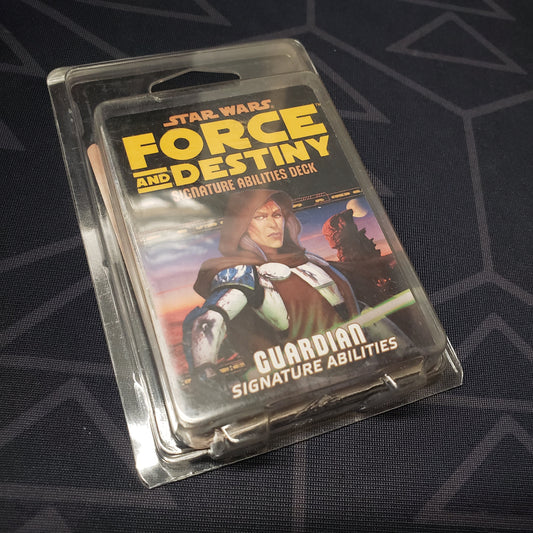 STAR WARS
FORCE
AND DESTINY
SIGNATURE ABILITIES DECK
GUARDIAN
SIGNATURE ABILITIES